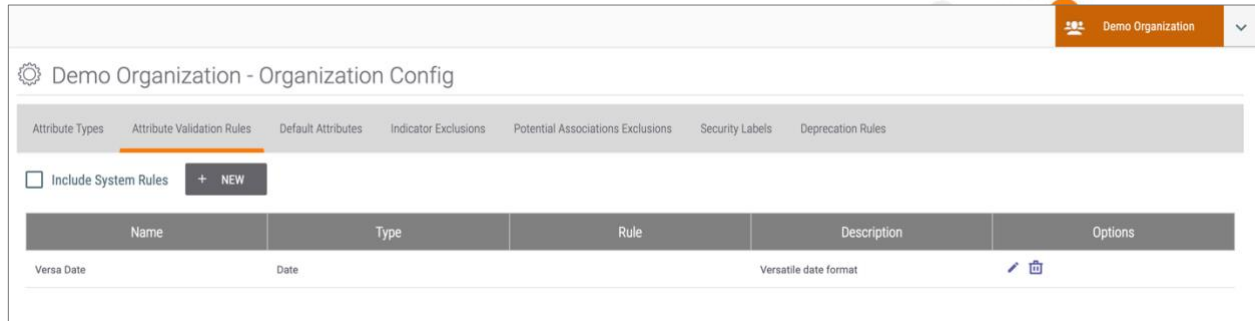 Demo Organization
Demo Organization - Organization Config
Attribute Types Attribute Validation Rules Default Attributes Indicator Exclusions Potential Associations Exclusions Security Labels Deprecation Rules
Include System Rules + NEW
Name Type Rule Description Options
Versa Date Date Versatile date format